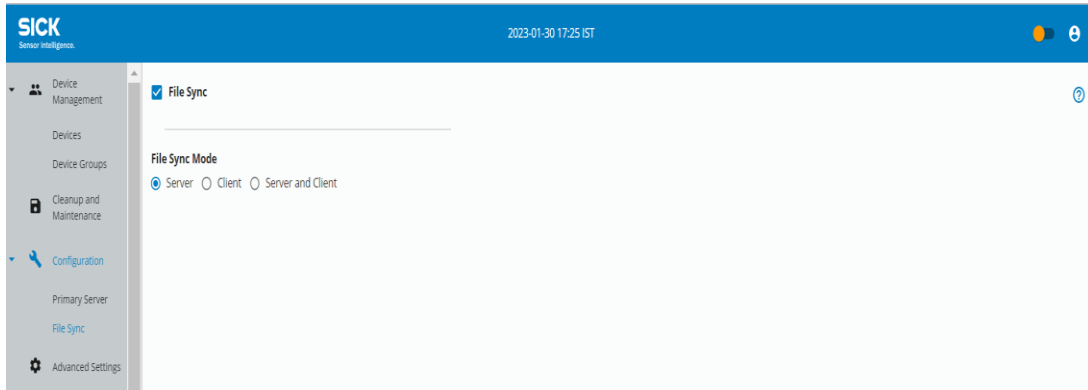 SICK
Sensor Intelligence.
2023-01-30 17:25 IST
Device
Management
Devices
Device Groups
Cleanup and
Maintenance
Configuration
Primary Server
File Sync
Advanced Settings
File Sync
File Sync Mode
Server Client Server and Client